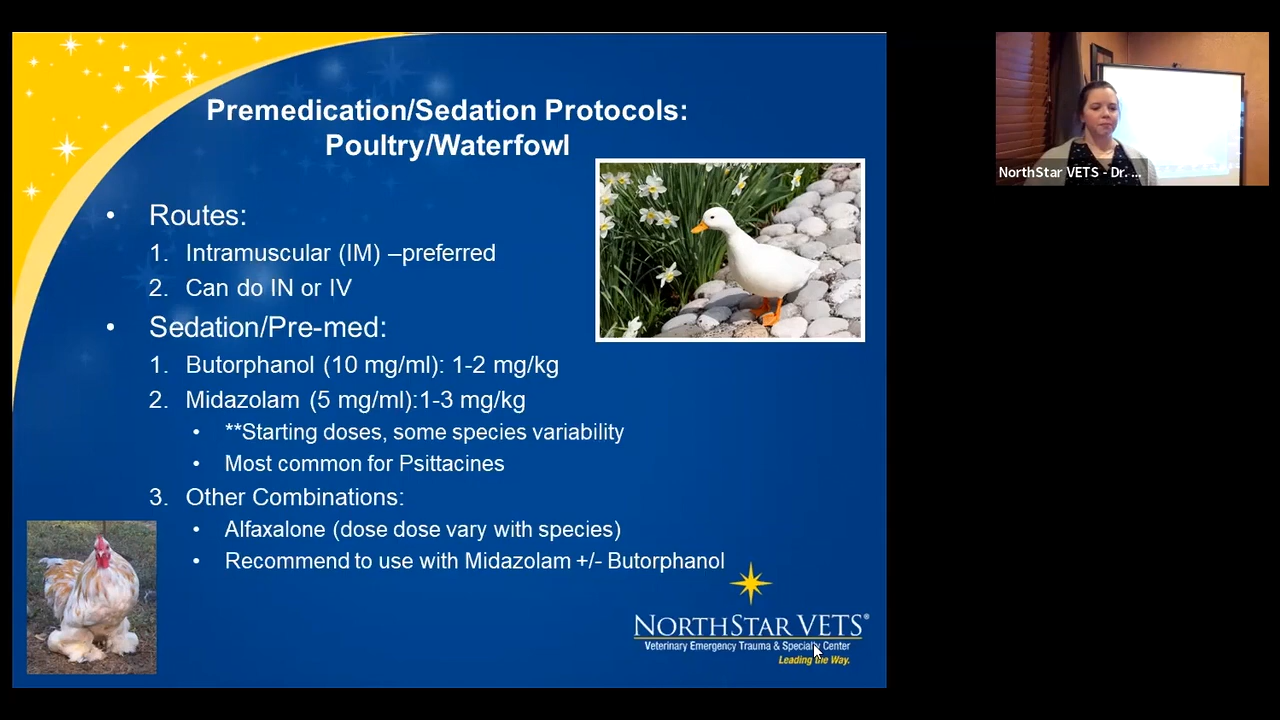 Premedication/Sedation Protocols:
Poultry/Waterfowl
• Routes:
1. Intramuscular (IM) –preferred
2. Can do IN or IV
• Sedation/Pre-med:
1. Butorphanol (10 mg/ml): 1-2 mg/kg
2. Midazolam (5 mg/ml):1-3 mg/kg
• **Starting doses, some species variability
• Most common for Psittacines
3. Other Combinations:
• Alfaxalone (dose dose vary with species)
• Recommend to use with Midazolam +/- Butorphanol
NORTHSTAR VETS®
Veterinary Emergency Trauma & Specialty Center
Leading the Way.
NorthStar VETS - Dr. ...